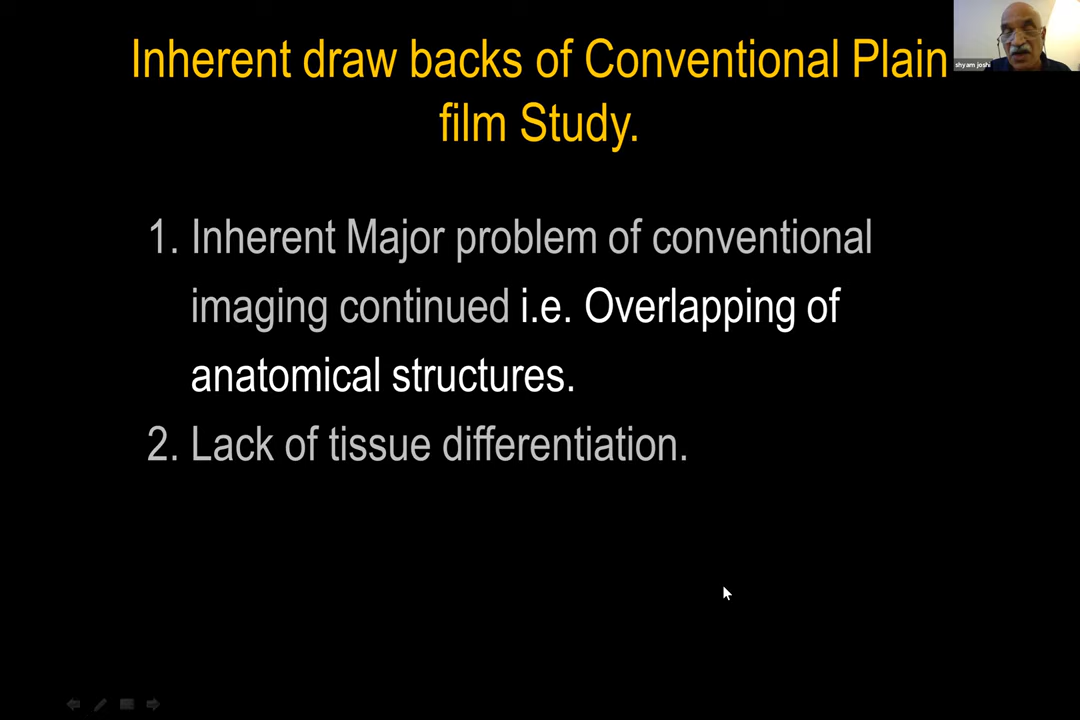 Inherent draw backs of Conventional Plain
film Study.
shyam joshi
1. Inherent Major problem of conventional
imaging continued i.e. Overlapping of
anatomical structures.
2. Lack of tissue differentiation.